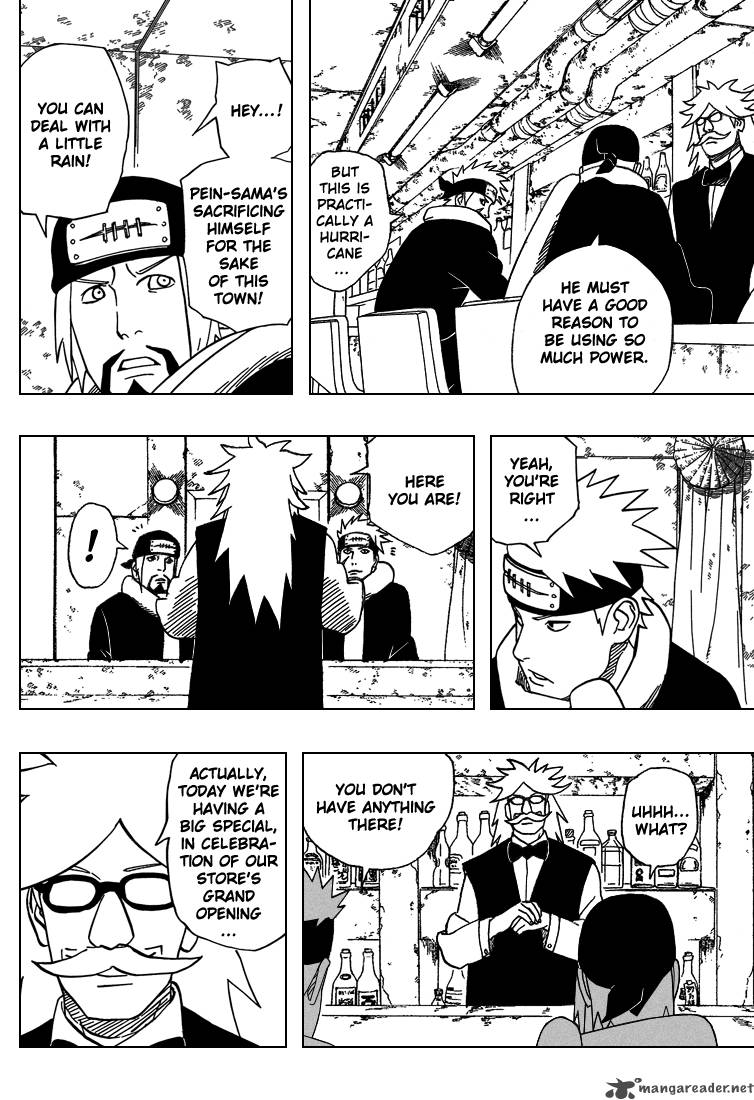 BUT
THIS IS
PRACTI-
CALLY A
HURRI-
CANE
...
HE MUST
HAVE A GOOD
REASON TO
BE USING SO
MUCH POWER.
HEY...!
PEIN-SAMA'S
SACRIFICING
HIMSELF
FOR THE
SAKE
OF THIS
TOWN!
YOU CAN
DEAL WITH
A LITTLE
RAIN!
YEAH,
YOU'RE
RIGHT
...
HERE
YOU ARE!
!
UHHH...
WHAT?
YOU DON'T
HAVE ANYTHING
THERE!
ACTUALLY,
TODAY WE'RE
HAVING A
BIG SPECIAL,
IN CELEBRA-
TION OF OUR
STORE'S
GRAND
OPENING
...
mangareader.net